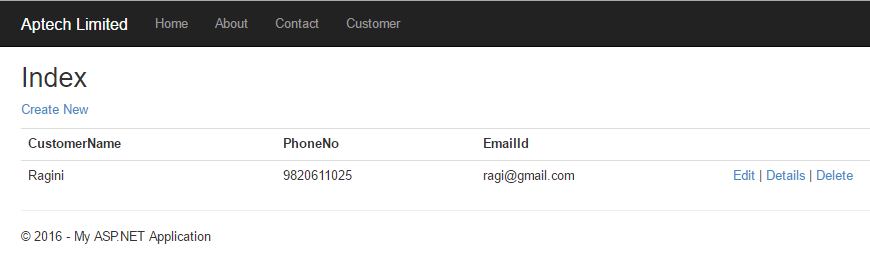 Aptech Limited Home About Contact Customer
Index
Create New
CustomerName PhoneNo EmailId
Ragini 9820611025 ragi@gmail.com Edit | Details | Delete
© 2016 - My ASP.NET Application